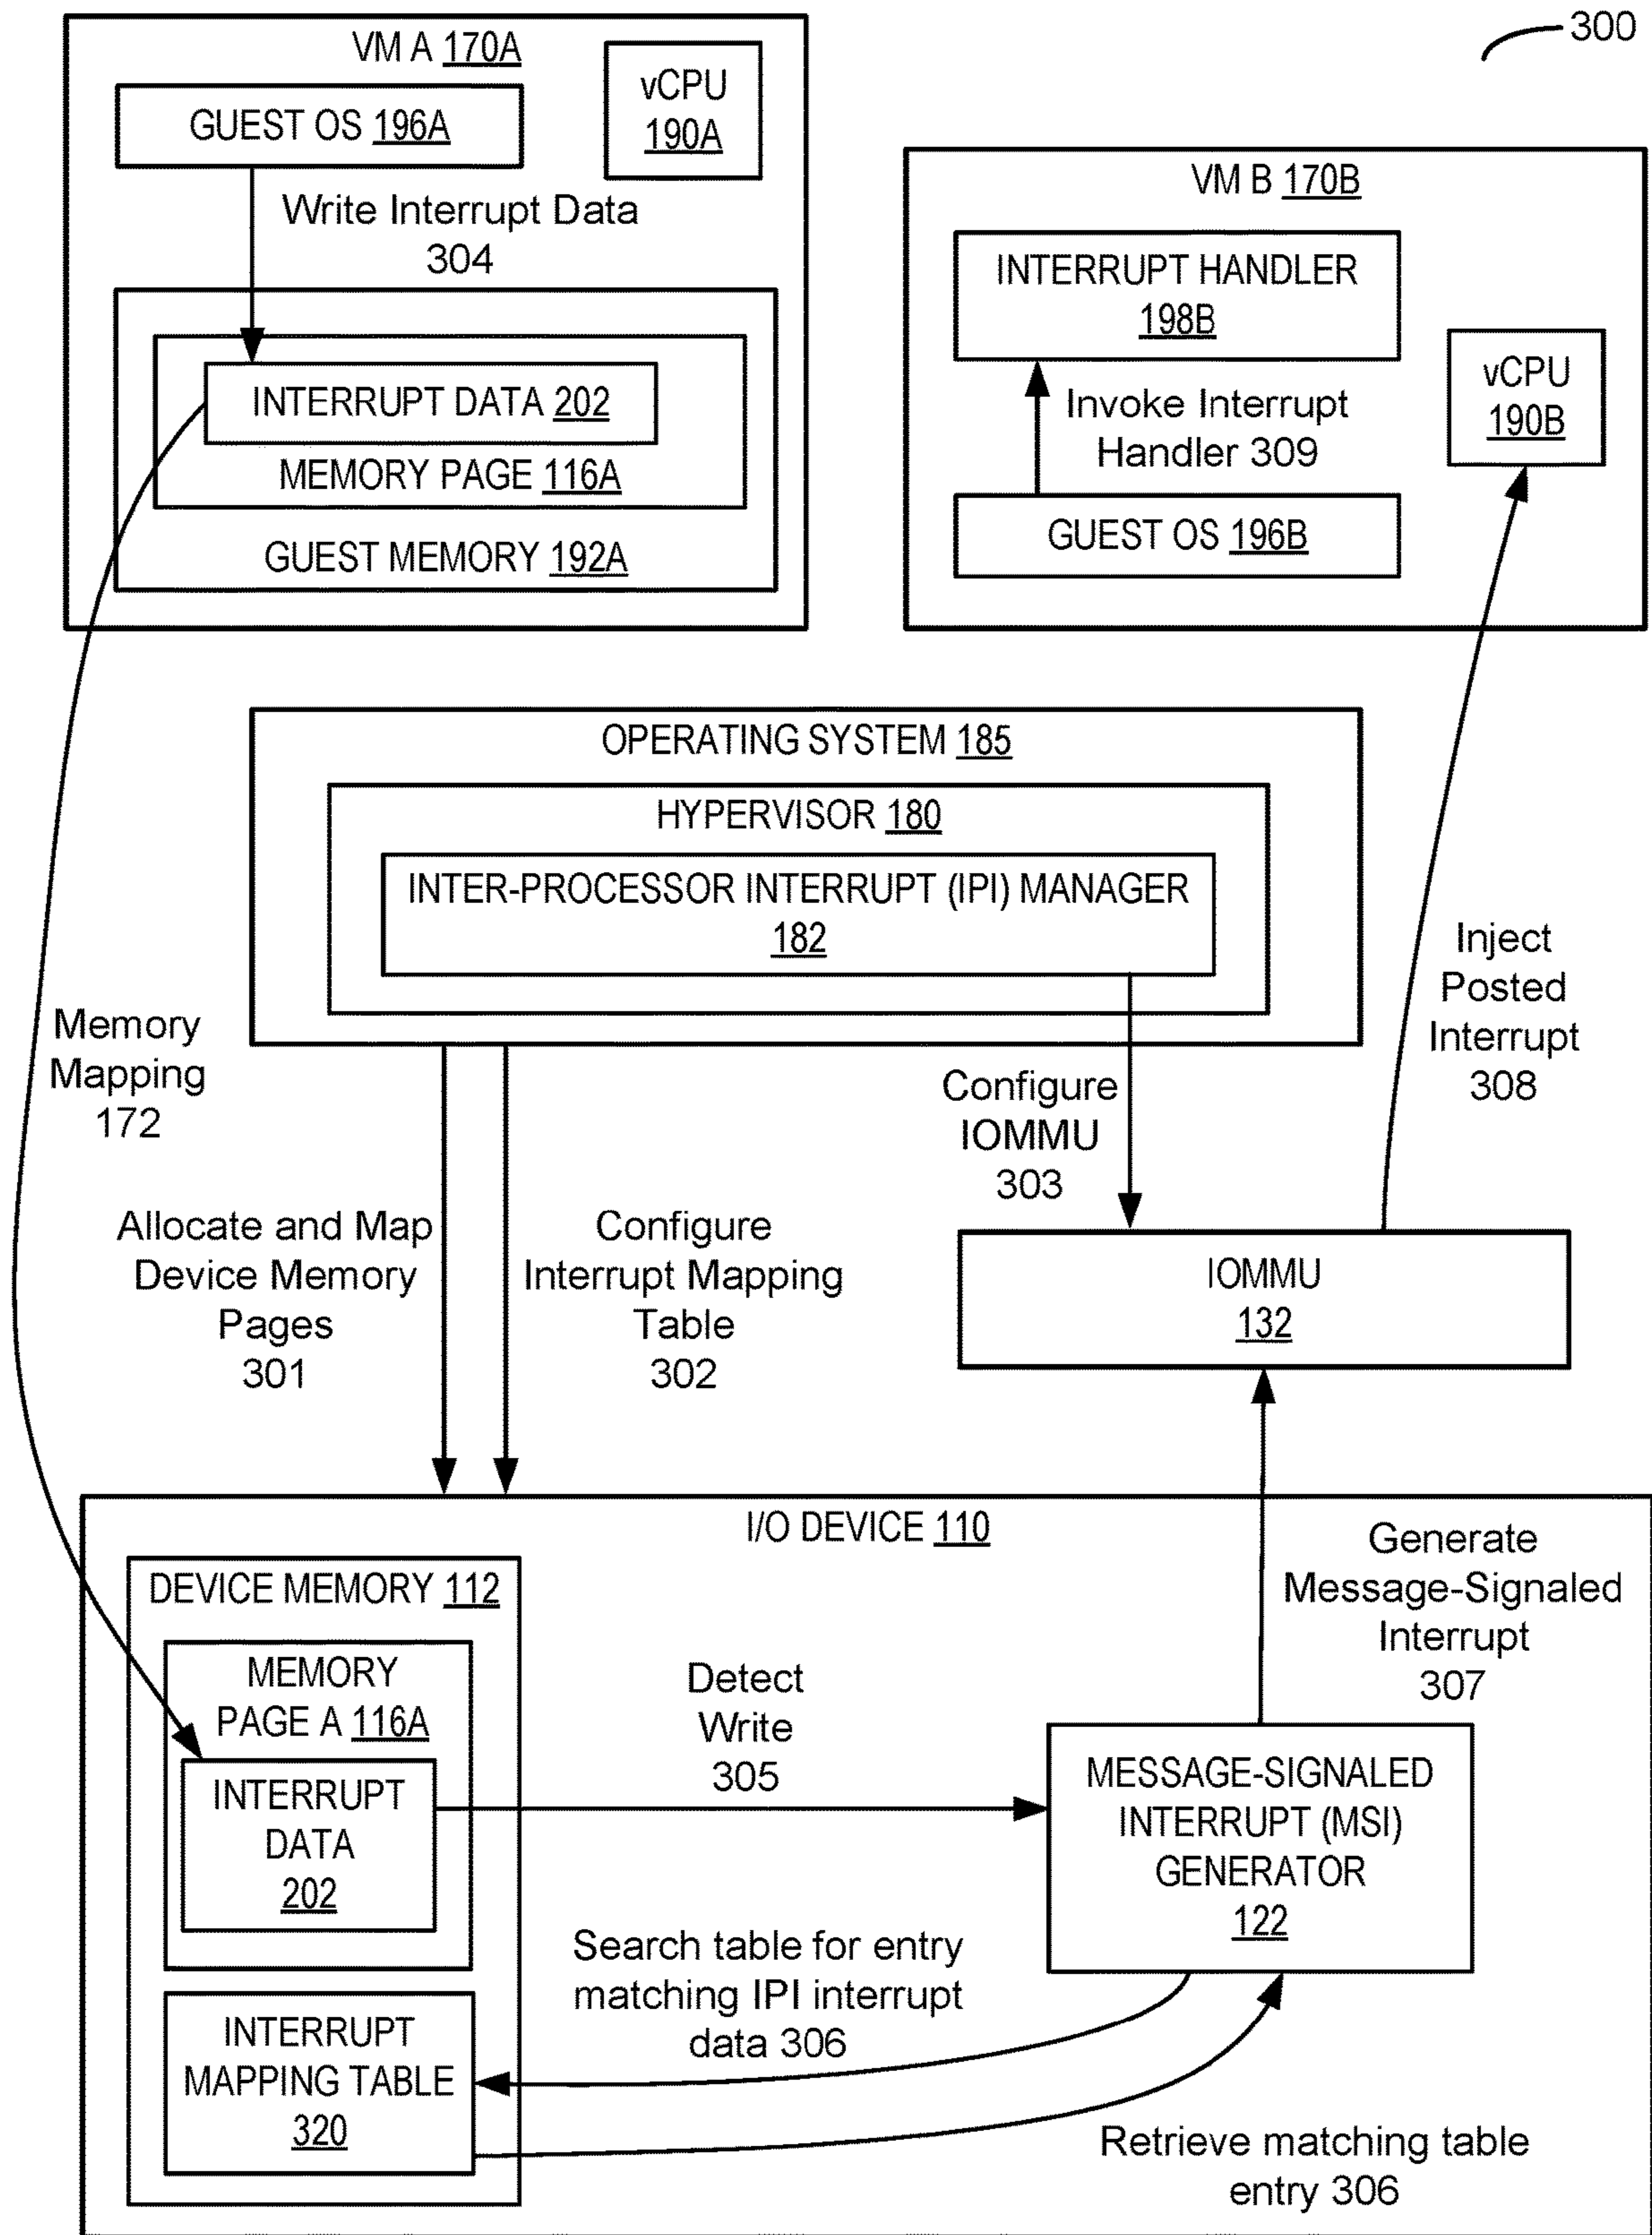 300
VM A 170A
vCPU
190A
GUEST OS 196A
Write Interrupt Data
304
INTERRUPT DATA 202
MEMORY PAGE 116A
GUEST MEMORY 192A
VM B 170B
INTERRUPT HANDLER
198B
vCPU
190B
Invoke Interrupt
Handler 309
GUEST OS 196B
OPERATING SYSTEM 185
HYPERVISOR 180
INTER-PROCESSOR INTERRUPT (IPI) MANAGER
182
Memory
Mapping
172
Inject
Posted
Interrupt
308
Configure
IOMMU
303
Allocate and Map
Device Memory
Pages
301
Configure
Interrupt Mapping
Table
302
IOMMU
132
I/O DEVICE 110
DEVICE MEMORY 112
MEMORY
PAGE A 116A
INTERRUPT
DATA
202
Detect
Write
305
Generate
Message-Signaled
Interrupt
307
MESSAGE-SIGNALED
INTERRUPT (MSI)
GENERATOR
122
Search table for entry
matching IPI interrupt
data 306
INTERRUPT
MAPPING TABLE
320
Retrieve matching table
entry 306